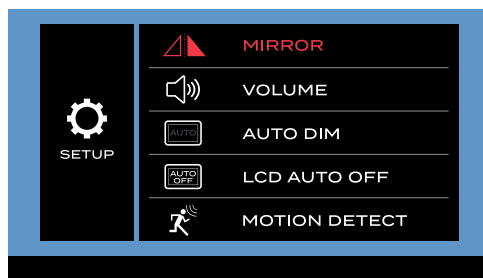 SETUP
MIRROR
VOLUME
AUTO
AUTO DIM
AUTO
OFF
LCD AUTO OFF
MOTION DETECT